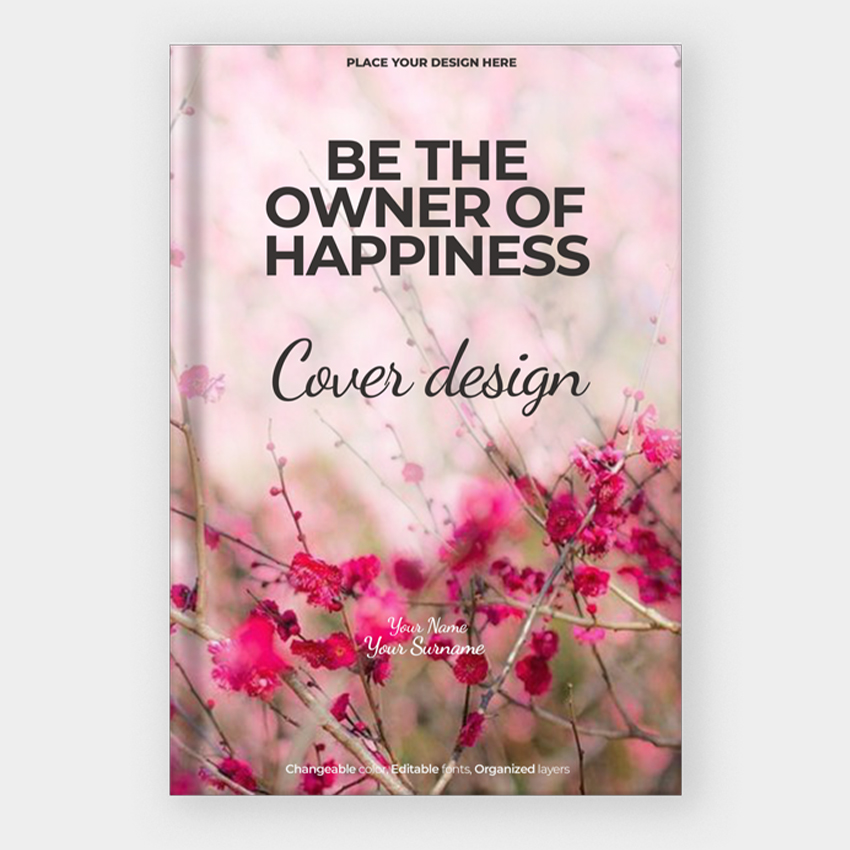 PLACE YOUR DESIGN HERE
BE THE
OWNER OF
HAPPINESS
Cover design
Your Name
Your Surname
Changeable color, Editable fonts, Organized layers